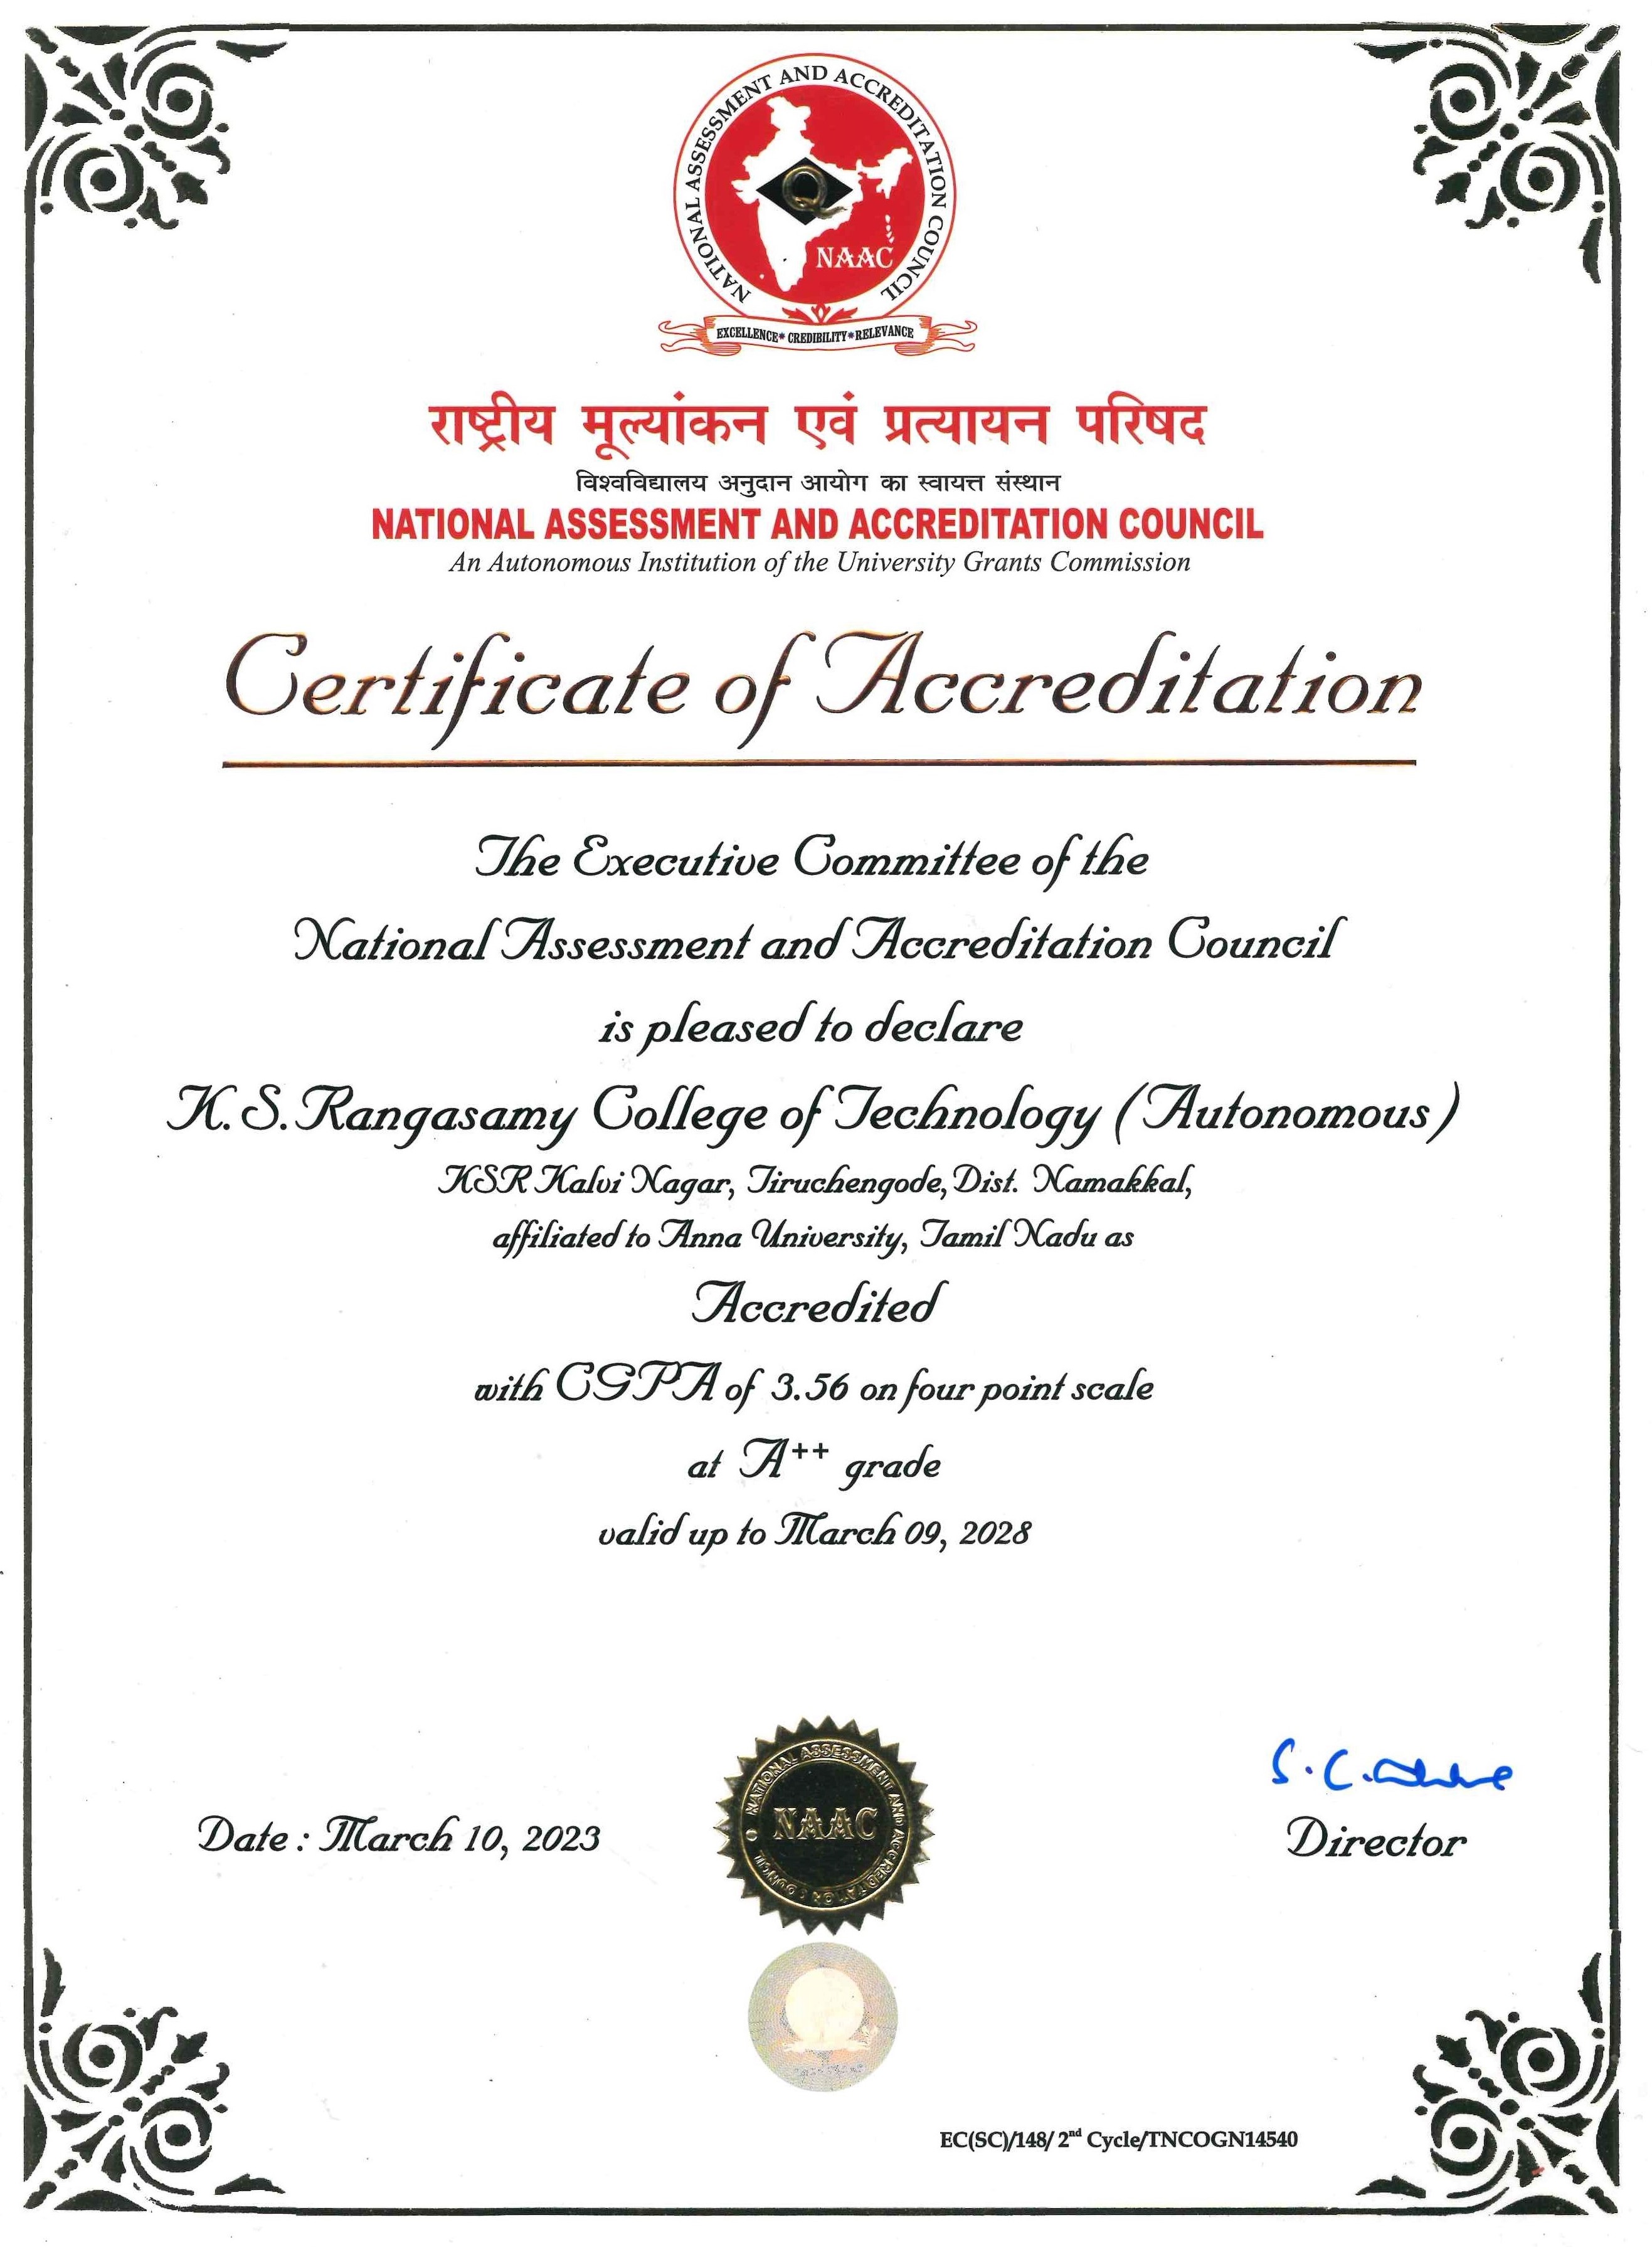 NATIONAL ASSESSMENT AND ACCREDITATION COUNCIL
Q
NAAC
EXCELLENCE * CREDIBILITY * RELEVANCE
राष्ट्रीय मूल्यांकन एवं प्रत्यायन परिषद
विश्वविद्यालय अनुदान आयोग का स्वायत्त संस्थान
NATIONAL ASSESSMENT AND ACCREDITATION COUNCIL
An Autonomous Institution of the University Grants Commission
Certificate of Accreditation
The Executive Committee of the
National Assessment and Accreditation Council
is pleased to declare
K.S.Rangasamy College of Technology (Autonomous)
KSR Kalvi Nagar, Tiruchengode, Dist. Namakkal,
affiliated to Anna University, Tamil Nadu as
Accredited
with CGPA of 3.56 on four point scale
at A++ grade
valid up to March 09, 2028
S. C.
Date : March 10, 2023
NATIONAL ASSESSMENT AND ACCREDITATION COUNCIL
NAAC
Director
EC(SC)/148/ 2nd Cycle/TNCOGN14540